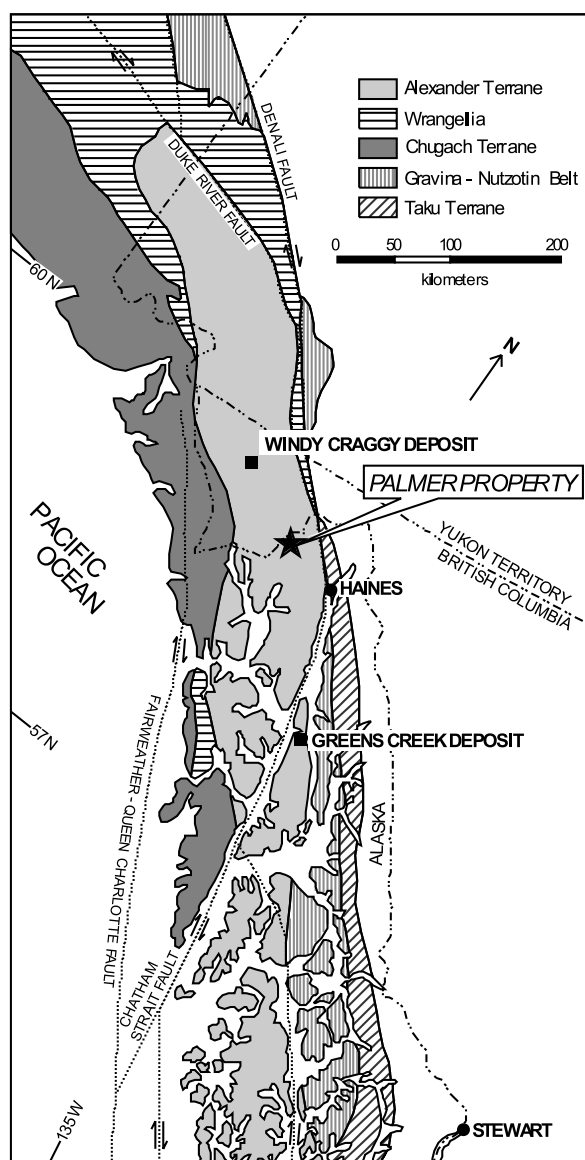 Alexander Terrane
Wrangellia
Chugach Terrane
Gravina - Nutzotin Belt
Taku Terrane
0 50 100 200
kilometers
DENALI FAULT
DUKE RIVER FAULT
60 N
N
WINDY CRAGGY DEPOSIT
PALMER PROPERTY
PACIFIC
OCEAN
YUKON TERRITORY
BRITISH COLUMBIA
HAINES
57N
GREENS CREEK DEPOSIT
FAIRWEATHER - QUEEN CHARLOTTE FAULT
ALASKA
CHATHAM
STRAIT FAULT
135W
STEWART